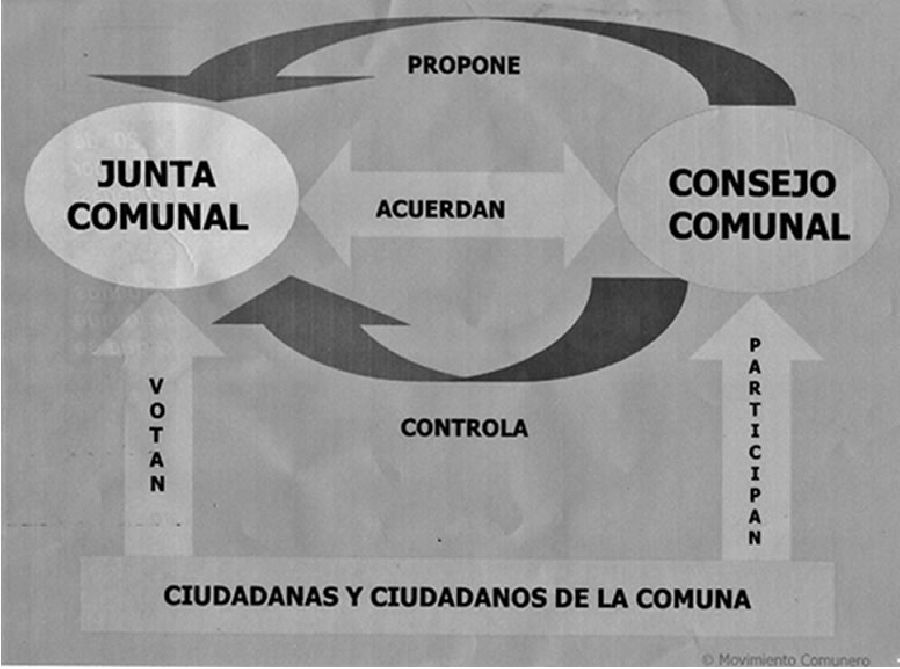 PROPONE
JUNTA
COMUNAL
ACUERDAN
CONSEJO
COMUNAL
VOTAN
PARTICIPAN
CONTROLA
CIUDADANAS Y CIUDADANOS DE LA COMUNA
© Movimiento Comunero